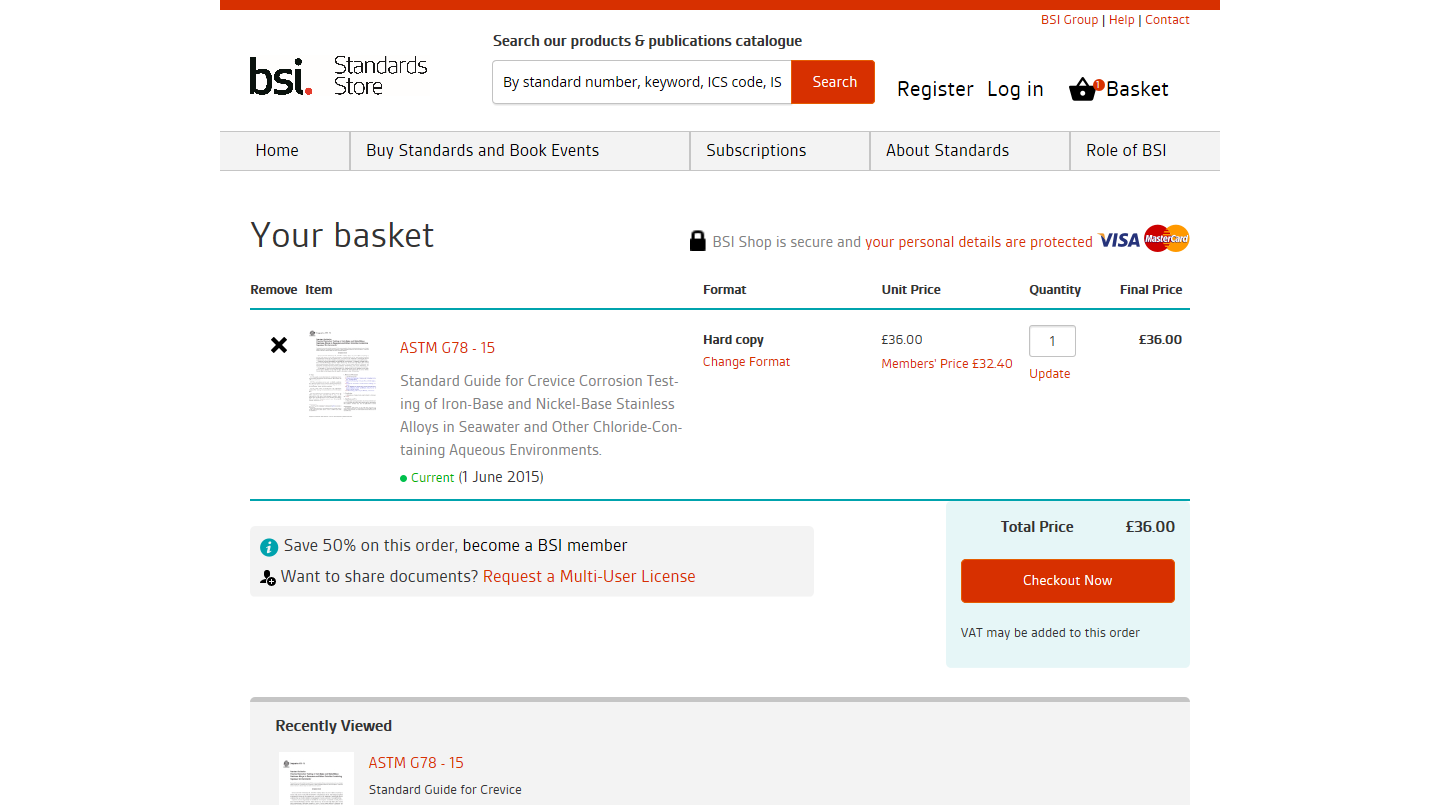 BSI Group | Help | Contact
Search our products & publications catalogue
bsi. Standards Store
By standard number, keyword, ICS code, IS
Search
Register Log in 1 Basket
Home
Buy Standards and Book Events
Subscriptions
About Standards
Role of BSI
Your basket
BSI Shop is secure and your personal details are protected VISA MasterCard
Remove Item Format Unit Price Quantity Final Price
ASTM G78 - 15
Standard Guide for Crevice Corrosion Test-
ing of Iron-Base and Nickel-Base Stainless
Alloys in Seawater and Other Chloride-Con-
taining Aqueous Environments.
Current (1 June 2015)
Hard copy
Change Format
£36.00
Members' Price £32.40
1
Update
£36.00
Save 50% on this order, become a BSI member
Want to share documents? Request a Multi-User License
Total Price £36.00
Checkout Now
VAT may be added to this order
Recently Viewed
ASTM G78 - 15
Standard Guide for Crevice